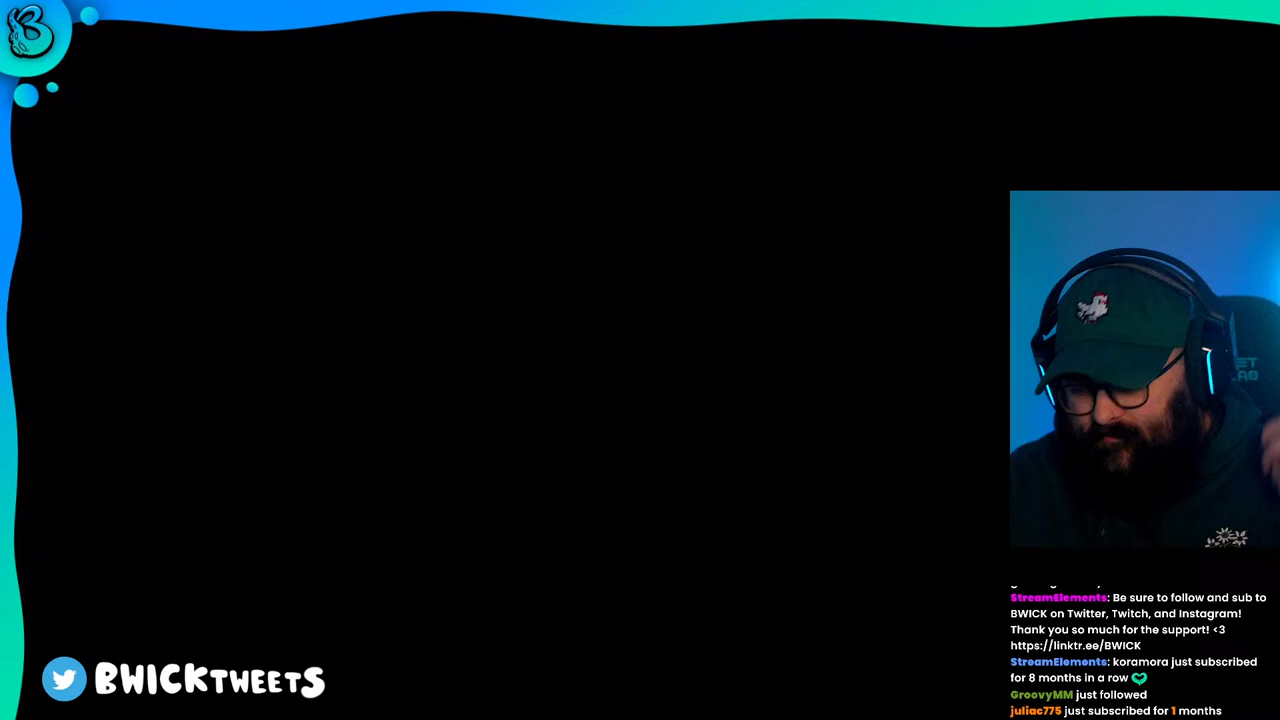 B
ET
LAB
StreamElements: Be sure to follow and sub to
BWICK on Twitter, Twitch, and Instagram!
Thank you so much for the support! <3
https://linktr.ee/BWICK
StreamElements: koramora just subscribed
for 8 months in a row
GroovyMM just followed
juliac775 just subscribed for 1 months
BWICKTWEETS